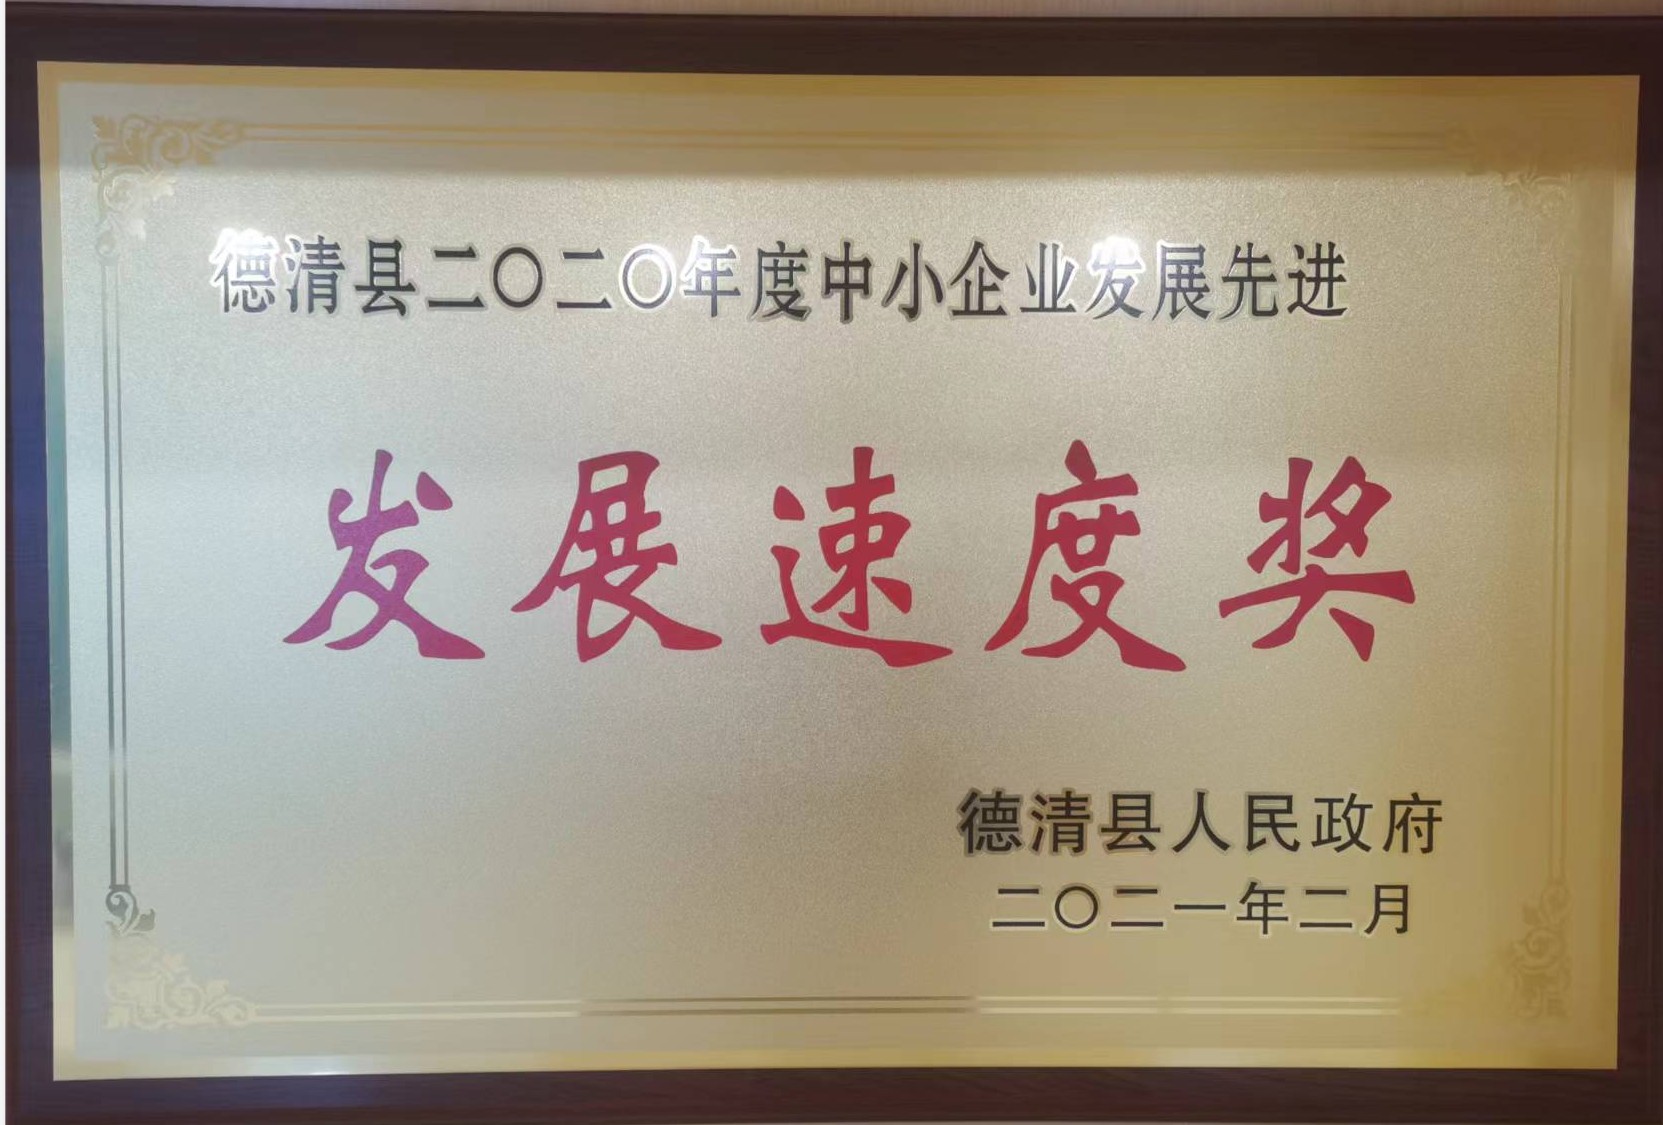 德清县二〇二〇年度中小企业发展先进
发展速度奖
德清县人民政府
二〇二一年二月